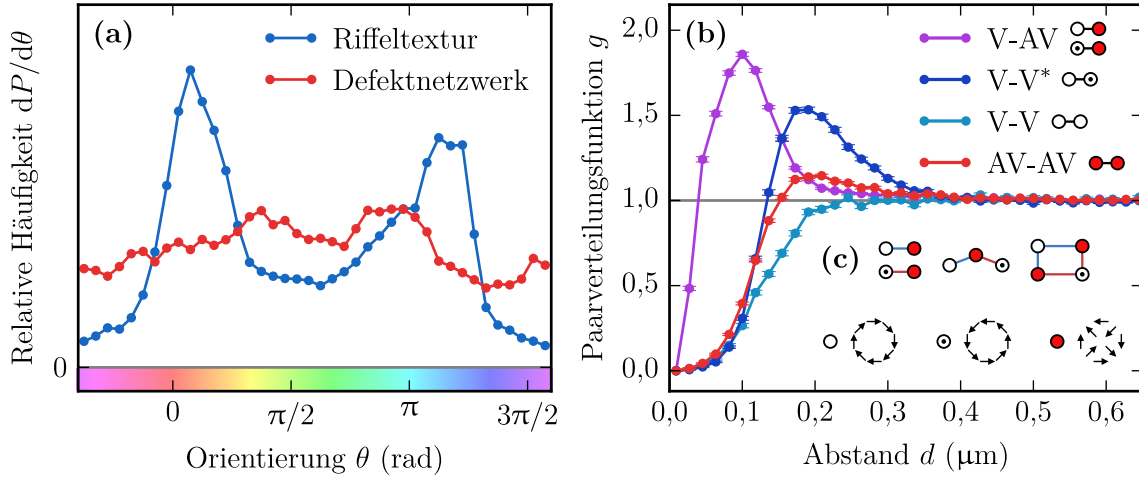 (a)
Riffeltextur
Defektnetzwerk
Relative Häufigkeit dP/dθ
0
0
π/2
π
3π/2
Orientierung θ (rad)
(b)
V-AV
V-V*
V-V
AV-AV
(c)
Paarverteilungsfunktion g
2,0
1,5
1,0
0,5
0,0
0,0
0,1
0,2
0,3
0,4
0,5
0,6
Abstand d (μm)